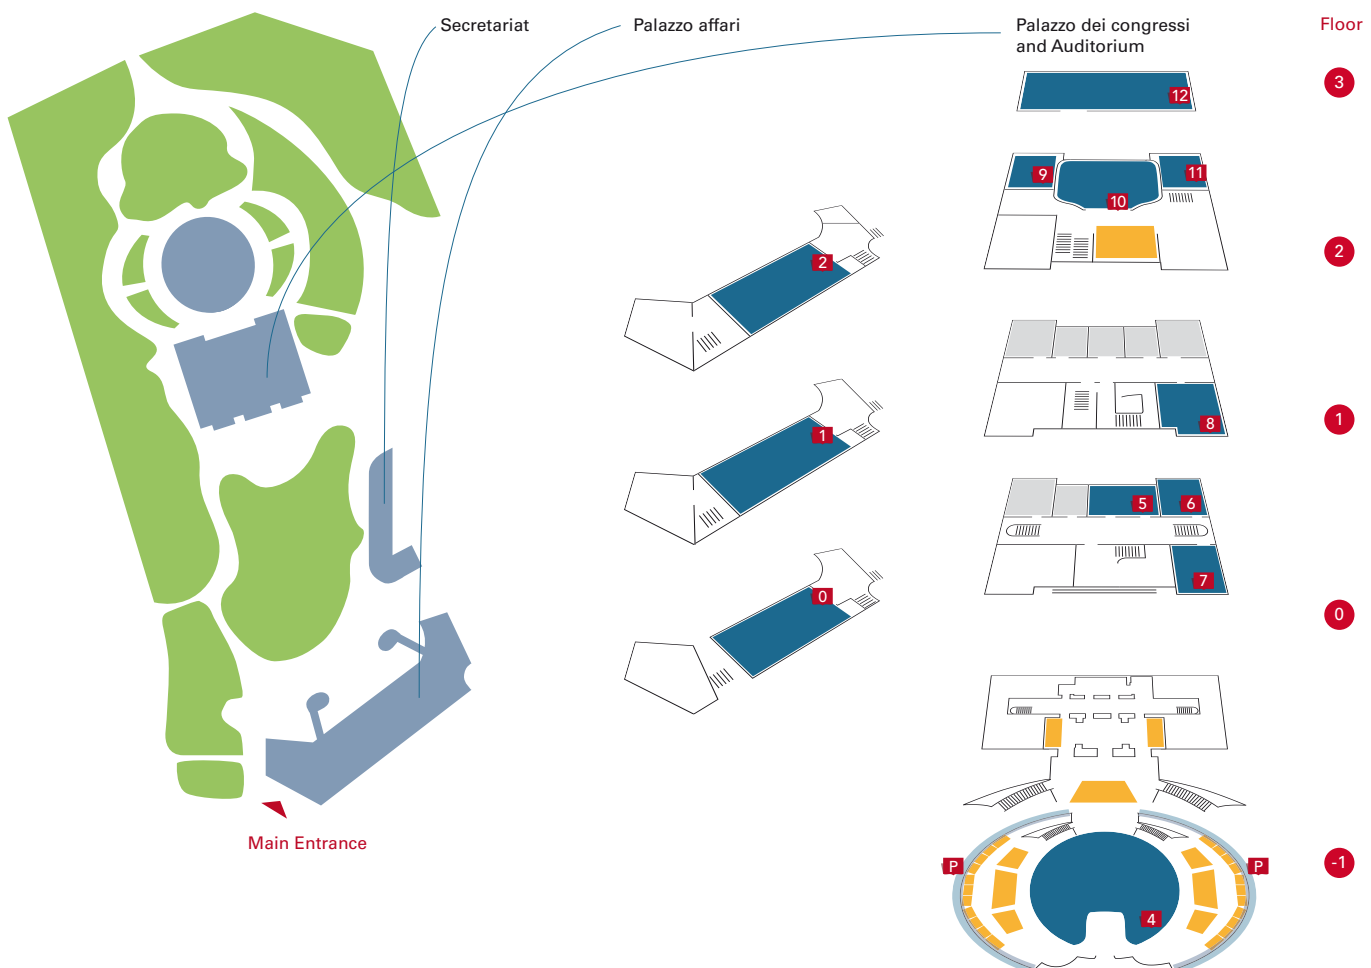 Secretariat
Palazzo affari
Palazzo dei congressi
and Auditorium
Floor
3
12
9
11
10
2
2
1
8
1
5
6
7
0
0
P
P
4
-1
Main Entrance